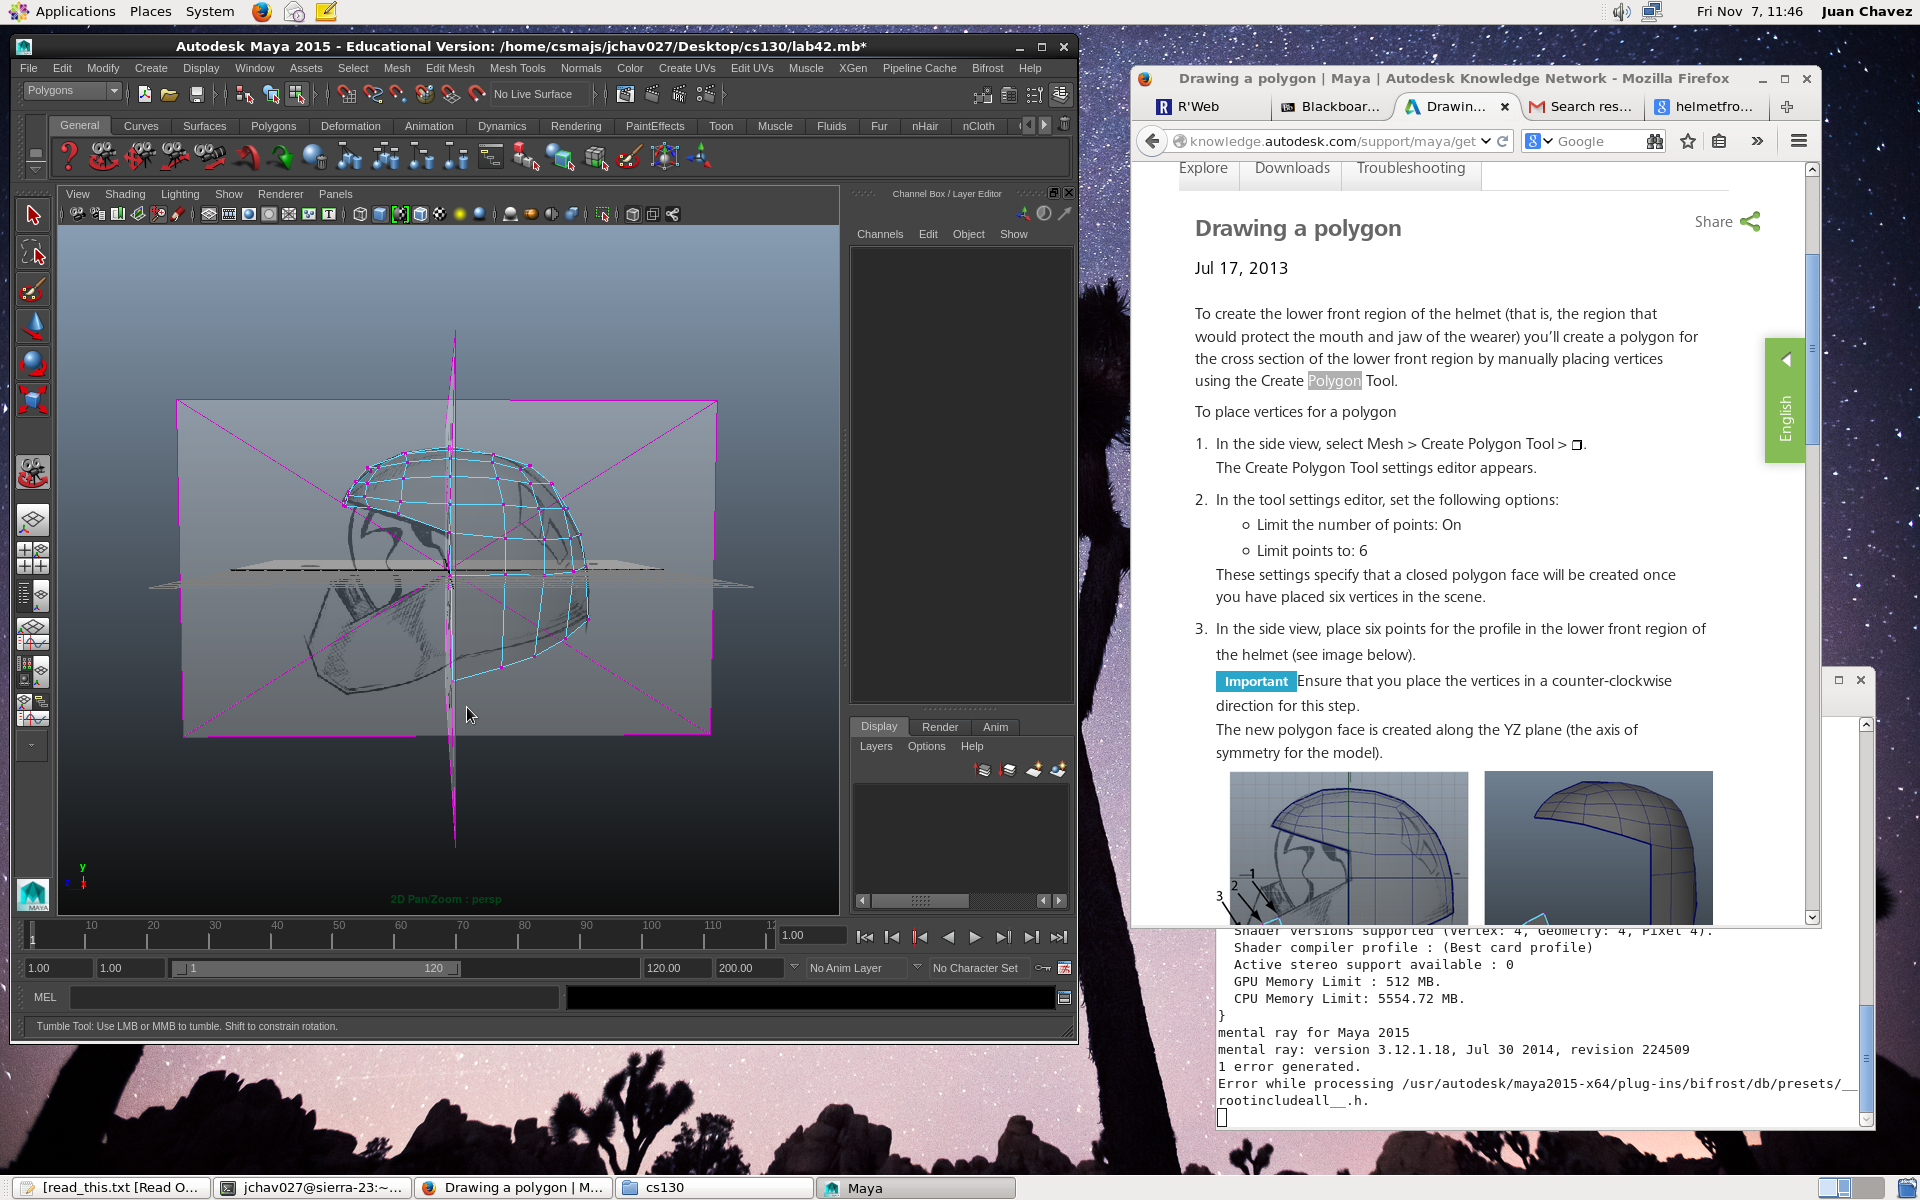 Applications Places System
Fri Nov 7, 11:46 Juan Chavez
Autodesk Maya 2015 - Educational Version: /home/csmajs/jchav027/Desktop/cs130/lab42.mb*
File Edit Modify Create Display Window Assets Select Mesh Edit Mesh Mesh Tools Normals Color Create UVs Edit UVs Muscle XGen Pipeline Cache Bifrost Help
Polygons
No Live Surface
General Curves Surfaces Polygons Deformation Animation Dynamics Rendering PaintEffects Toon Muscle Fluids Fur nHair nCloth
View Shading Lighting Show Renderer Panels
Channel Box / Layer Editor
Channels Edit Object Show
y
2D Pan/Zoom : persp
MAYA
Display Render Anim
Layers Options Help
1 10 20 30 40 50 60 70 80 90 100 110 12
1.00
1.00 1.00 1 120 120.00 200.00 No Anim Layer No Character Set
MEL
Tumble Tool: Use LMB or MMB to tumble. Shift to constrain rotation.
Drawing a polygon | Maya | Autodesk Knowledge Network - Mozilla Firefox
R'Web Blackboar... Drawin... Search res... helmetfro...
knowledge.autodesk.com/support/maya/get
Google
Explore Downloads Troubleshooting
Drawing a polygon
Share
Jul 17, 2013
To create the lower front region of the helmet (that is, the region that
would protect the mouth and jaw of the wearer) you’ll create a polygon for
the cross section of the lower front region by manually placing vertices
using the Create Polygon Tool.
English
To place vertices for a polygon
1. In the side view, select Mesh > Create Polygon Tool > ❒.
The Create Polygon Tool settings editor appears.
2. In the tool settings editor, set the following options:
Limit the number of points: On
Limit points to: 6
These settings specify that a closed polygon face will be created once
you have placed six vertices in the scene.
3. In the side view, place six points for the profile in the lower front region of
the helmet (see image below).
Important Ensure that you place the vertices in a counter-clockwise
direction for this step.
The new polygon face is created along the YZ plane (the axis of
symmetry for the model).
1
2
3
Shader versions supported (Vertex: 4, Geometry: 4, Pixel 4).
Shader compiler profile : (Best card profile)
Active stereo support available : 0
GPU Memory Limit : 512 MB.
CPU Memory Limit: 5554.72 MB.
}
mental ray for Maya 2015
mental ray: version 3.12.1.18, Jul 30 2014, revision 224509
1 error generated.
Error while processing /usr/autodesk/maya2015-x64/plug-ins/bifrost/db/presets/__
rootincludeall__.h.
[read_this.txt [Read O... jchav027@sierra-23:~... Drawing a polygon | M... cs130 Maya